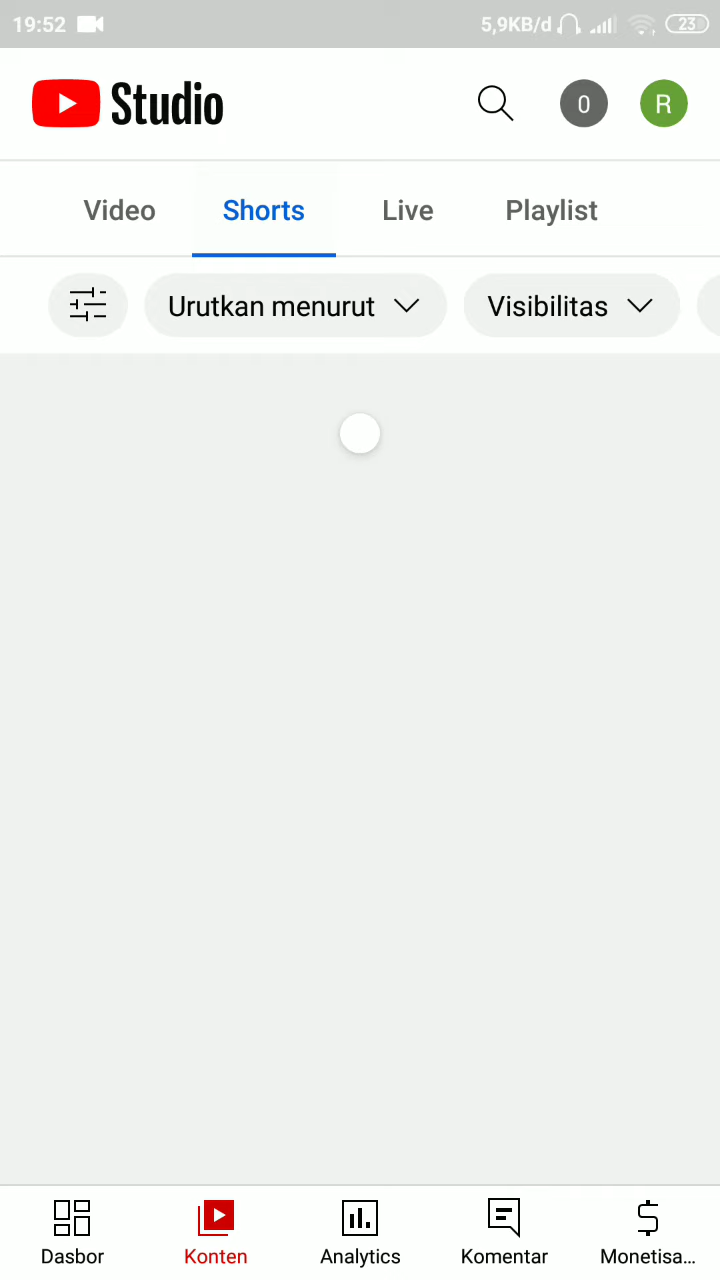 19:52 5,9KB/d 23
Studio 0 R
Video Shorts Live Playlist
Urutkan menurut Visibilitas
Dasbor Konten Analytics Komentar Monetisa...